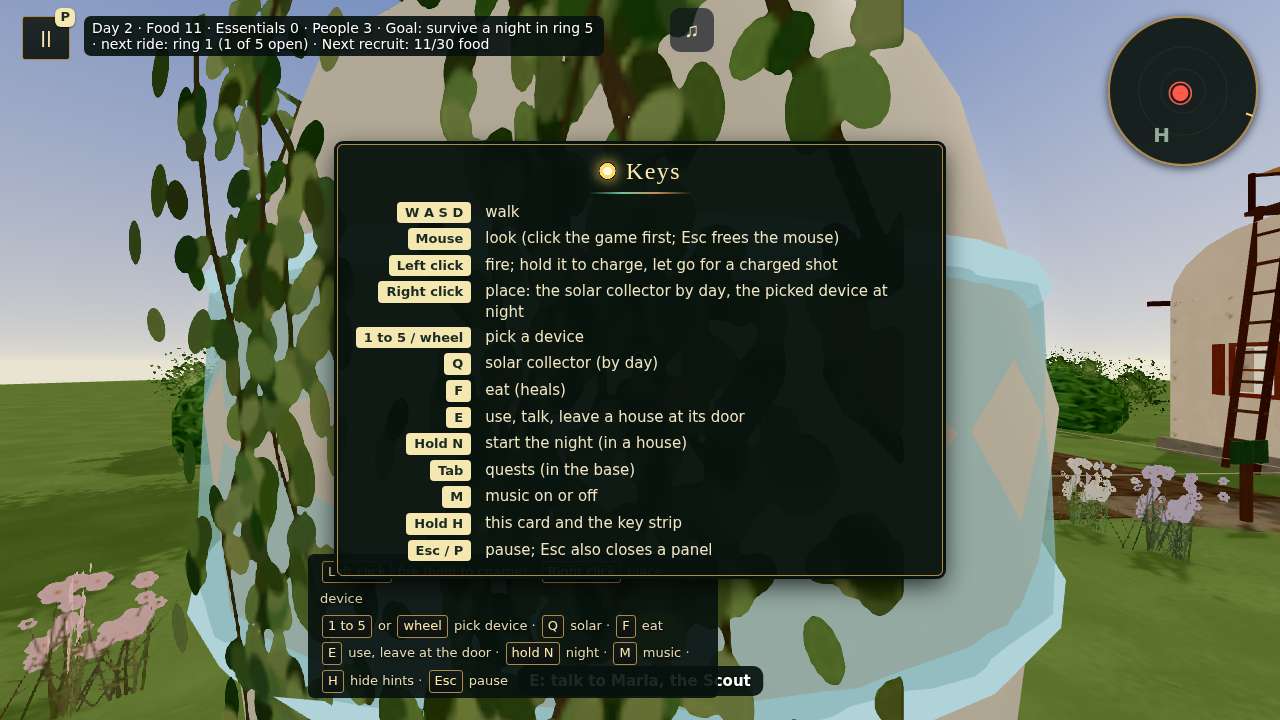 P
Day 2 · Food 11 · Essentials 0 · People 3 · Goal: survive a night in ring 5
· next ride: ring 1 (1 of 5 open) · Next recruit: 11/30 food
H
Keys
W A S D walk
Mouse look (click the game first; Esc frees the mouse)
Left click fire; hold it to charge, let go for a charged shot
Right click place: the solar collector by day, the picked device at
night
1 to 5 / wheel pick a device
Q solar collector (by day)
F eat (heals)
E use, talk, leave a house at its door
Hold N start the night (in a house)
Tab quests (in the base)
M music on or off
Hold H this card and the key strip
Esc / P pause; Esc also closes a panel
device
1 to 5 or wheel pick device · Q solar · F eat
E use, leave at the door · hold N night · M music ·
H hide hints · Esc pause
E: talk to Marla, the Scout